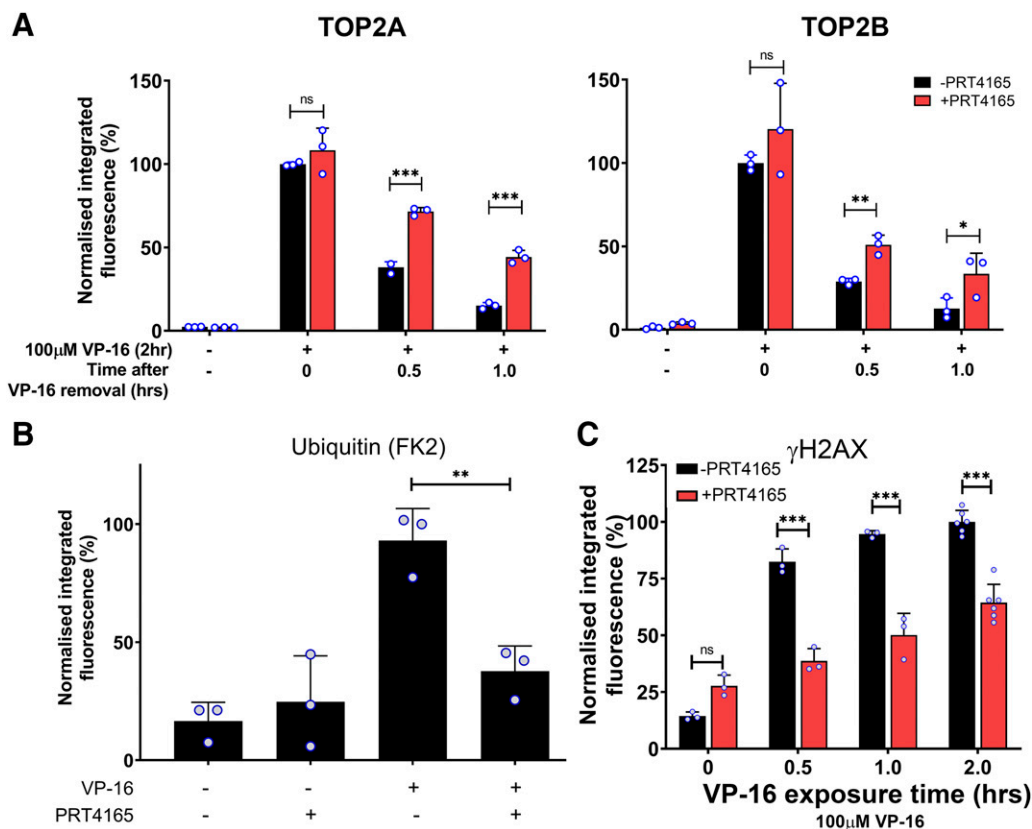 A
TOP2A
TOP2B
Normalised integrated
fluorescence (%)
150
100
50
0
ns
***
***
150
100
50
0
ns
**
*
-PRT4165
+PRT4165
100μM VP-16 (2hr) - + + +
Time after - 0 0.5 1.0
VP-16 removal (hrs)
- + + +
- 0 0.5 1.0
B
Ubiquitin (FK2)
Normalised integrated
fluorescence (%)
100
50
0
**
VP-16 - - + +
PRT4165 - + - +
C
γH2AX
-PRT4165
+PRT4165
Normalised integrated
fluorescence (%)
125
100
75
50
25
0
ns
***
***
***
0 0.5 1.0 2.0
VP-16 exposure time (hrs)
100μM VP-16